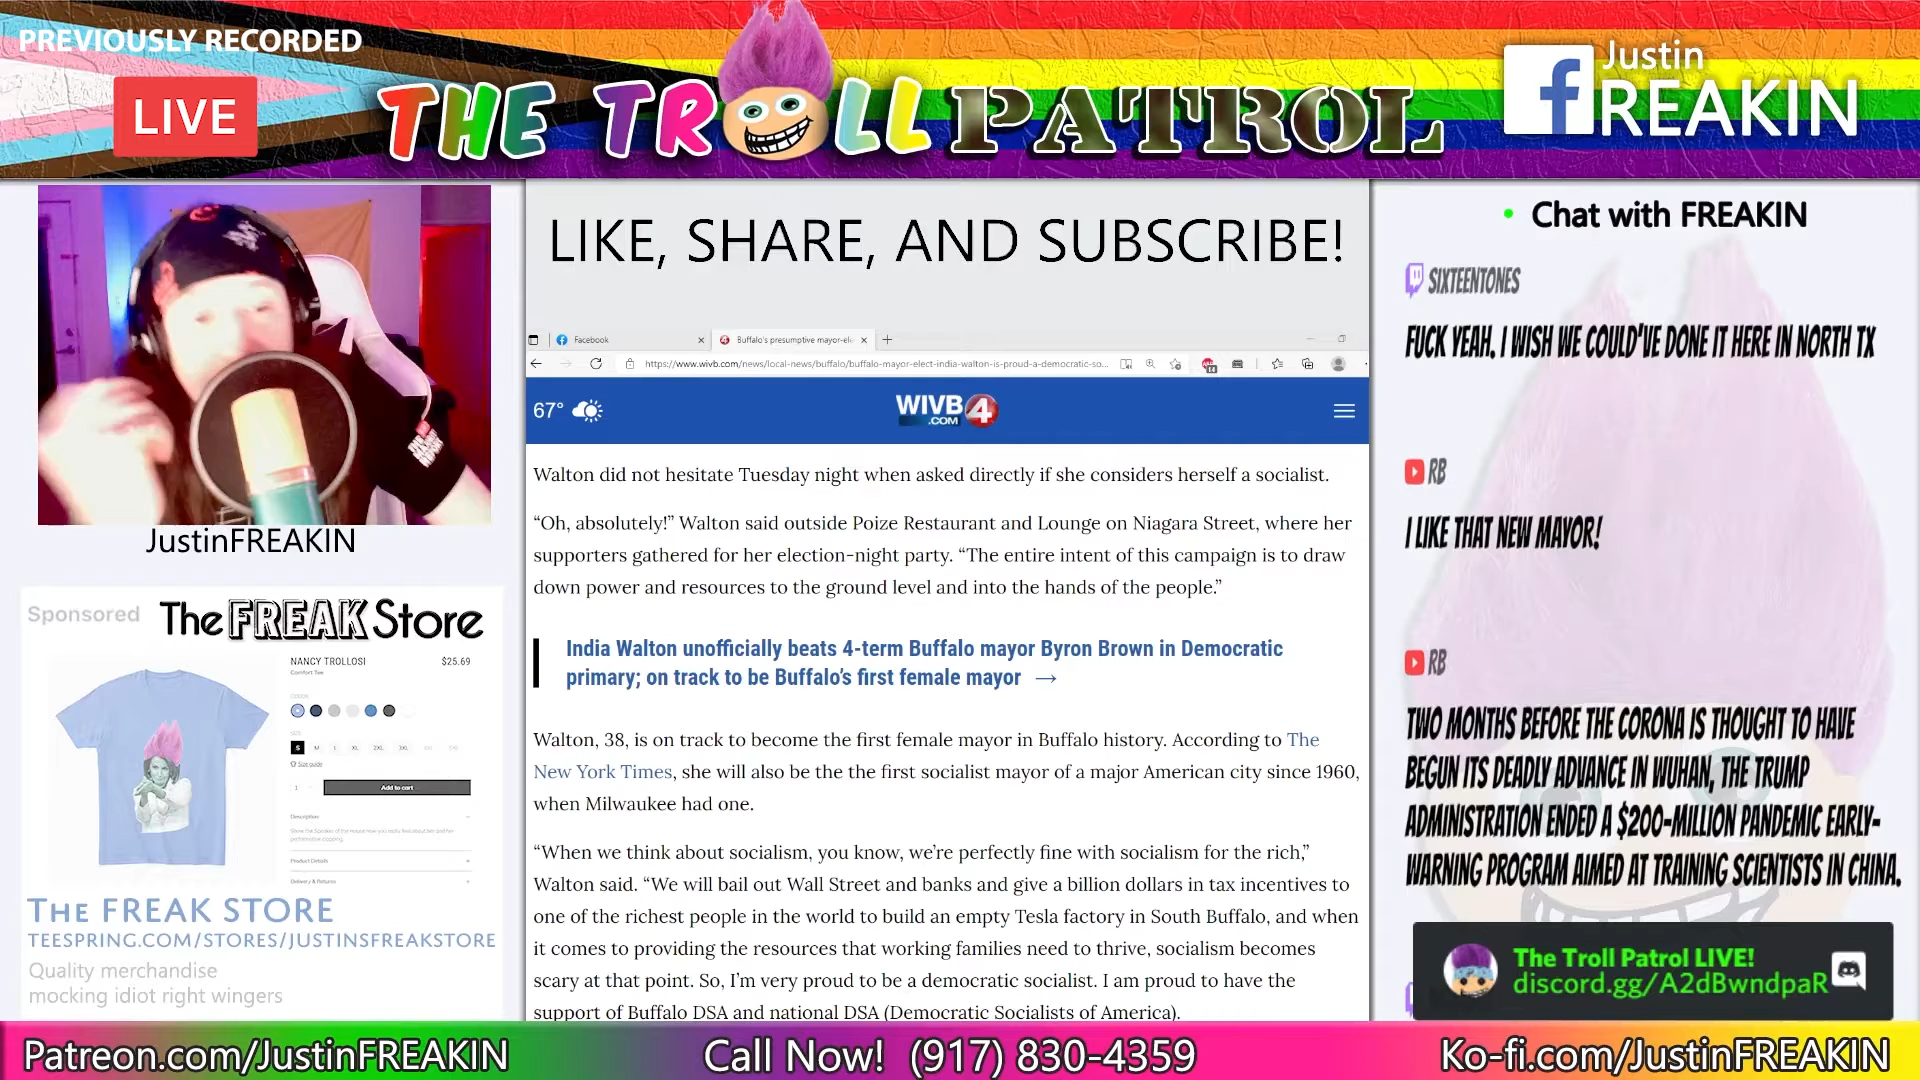 PREVIOUSLY RECORDED
LIVE
THE TROLL PATROL
Justin
FREAKIN
LIKE, SHARE, AND SUBSCRIBE!
Chat with FREAKIN
Facebook
Buffalo's presumptive mayor-el
https://www.wivb.com/news/local-news/buffalo/buffalo-mayor-elect-india-walton-is-proud-a-democratic-so...
67°
WIVB 4
.COM
Walton did not hesitate Tuesday night when asked directly if she considers herself a socialist.
“Oh, absolutely!” Walton said outside Poize Restaurant and Lounge on Niagara Street, where her
supporters gathered for her election-night party. “The entire intent of this campaign is to draw
down power and resources to the ground level and into the hands of the people.”
India Walton unofficially beats 4-term Buffalo mayor Byron Brown in Democratic
primary; on track to be Buffalo’s first female mayor →
Walton, 38, is on track to become the first female mayor in Buffalo history. According to The
New York Times, she will also be the the first socialist mayor of a major American city since 1960,
when Milwaukee had one.
“When we think about socialism, you know, we’re perfectly fine with socialism for the rich,”
Walton said. “We will bail out Wall Street and banks and give a billion dollars in tax incentives to
one of the richest people in the world to build an empty Tesla factory in South Buffalo, and when
it comes to providing the resources that working families need to thrive, socialism becomes
scary at that point. So, I’m very proud to be a democratic socialist. I am proud to have the
support of Buffalo DSA and national DSA (Democratic Socialists of America).
JustinFREAKIN
Sponsored
The FREAK Store
NANCY TROLLOSI
$25.69
Comfort Tee
S M L XL 2XL 3XL
Size guide
1
Add to cart
Description
Product Details
Delivery & Returns
THE FREAK STORE
TEESPRING.COM/STORES/JUSTINSFREAKSTORE
Quality merchandise
mocking idiot right wingers
SIXTEENTONES
FUCK YEAH. I WISH WE COULD'VE DONE IT HERE IN NORTH TX
RB
I LIKE THAT NEW MAYOR!
RB
TWO MONTHS BEFORE THE CORONA IS THOUGHT TO HAVE
BEGUN ITS DEADLY ADVANCE IN WUHAN, THE TRUMP
ADMINISTRATION ENDED A $200-MILLION PANDEMIC EARLY-
WARNING PROGRAM AIMED AT TRAINING SCIENTISTS IN CHINA.
The Troll Patrol LIVE!
discord.gg/A2dBwndpaR
Patreon.com/JustinFREAKIN
Call Now! (917) 830-4359
Ko-fi.com/JustinFREAKIN